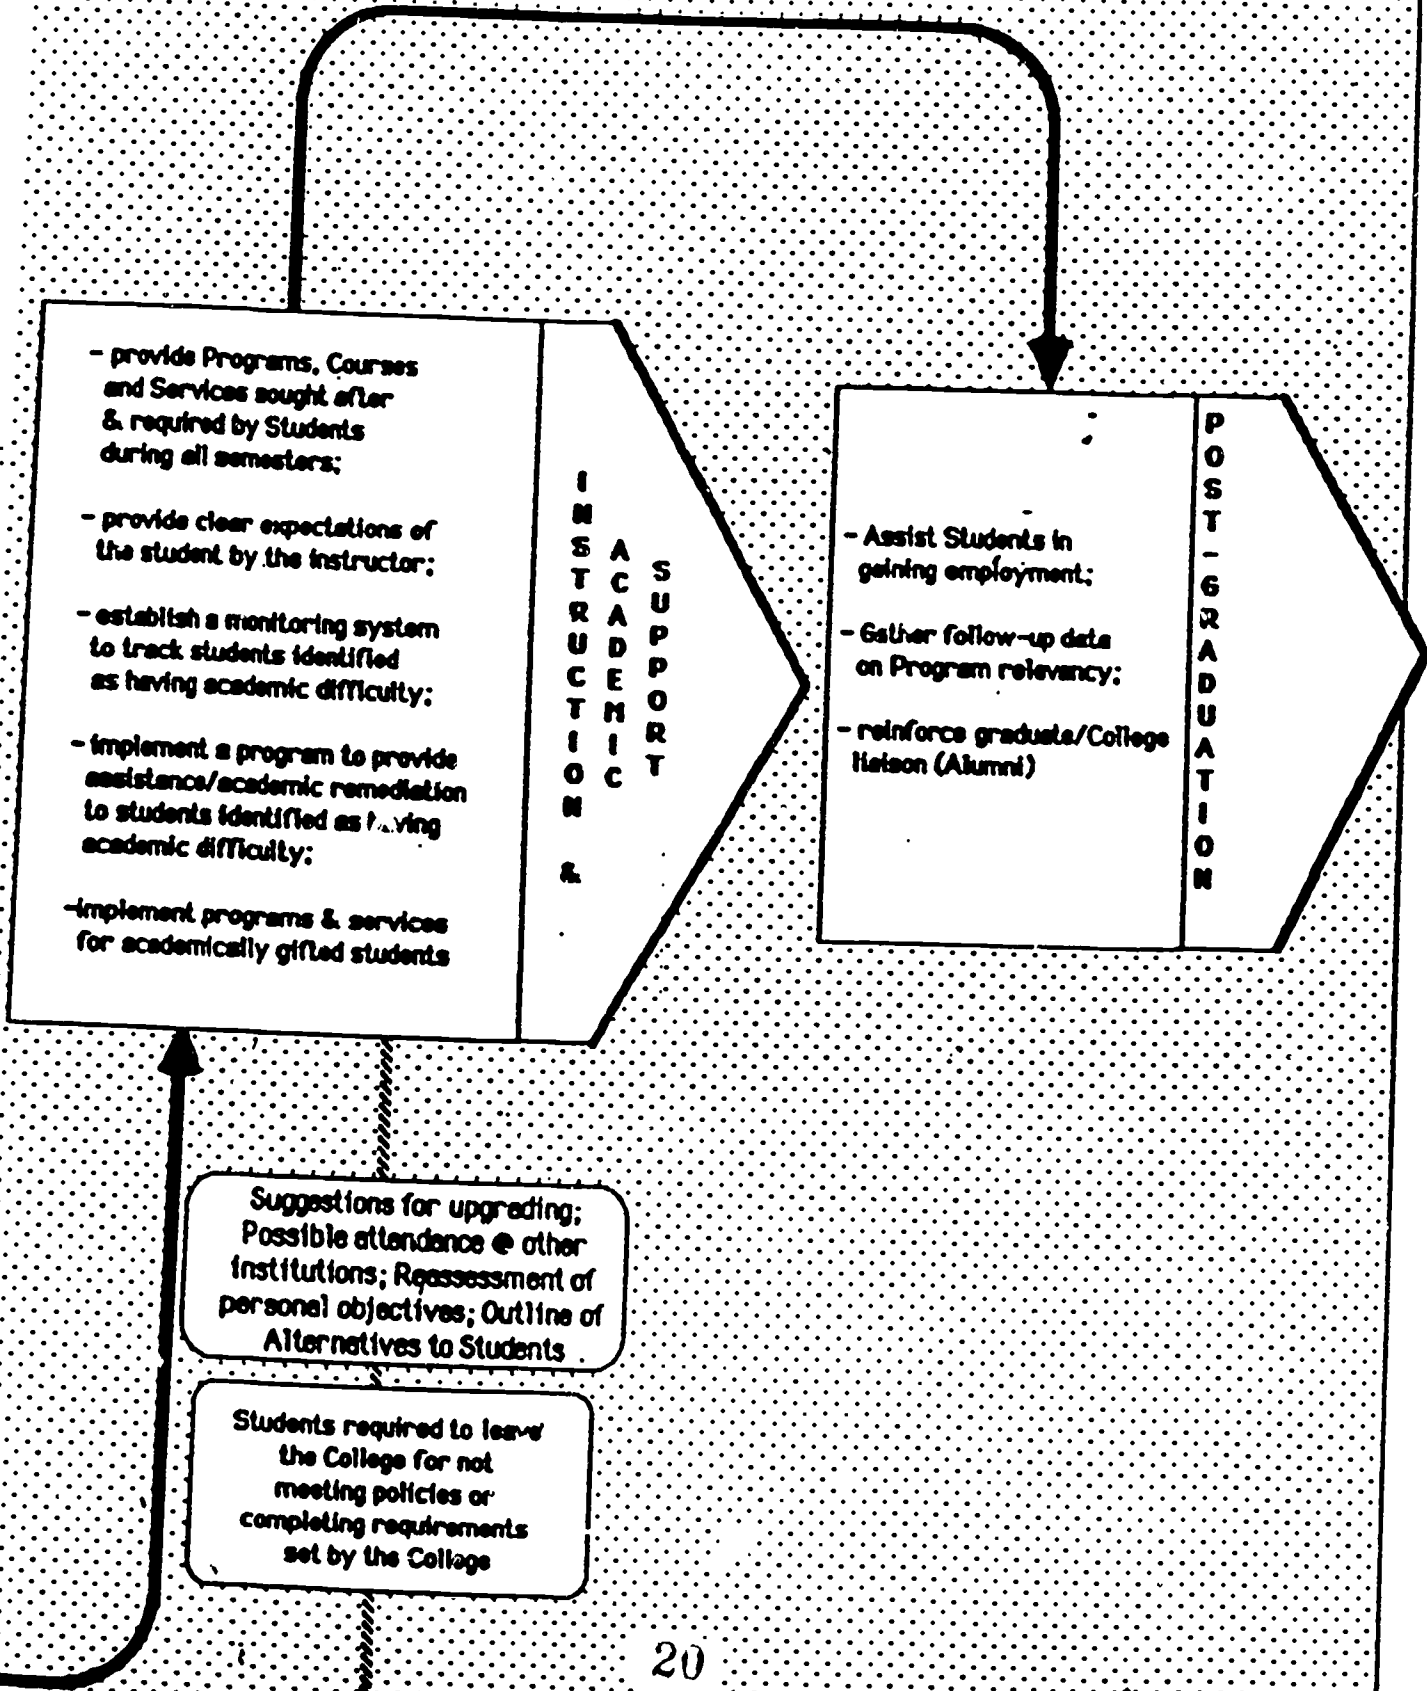 - provide Programs, Courses
and Services sought after
& required by Students
during all semesters;
- provide clear expectations of
the student by the instructor;
- establish a monitoring system
to track students identified
as having academic difficulty;
- implement a program to provide
assistance/academic remediation
to students identified as having
academic difficulty;
-implement programs & services
for academically gifted students
INSTRUCTION &
ACADEMIC
SUPPORT
- Assist Students in
gaining employment;
- Gather follow-up data
on Program relevancy;
- reinforce graduate/College
liaison (Alumni)
POST-GRADUATION
Suggestions for upgrading;
Possible attendance @ other
institutions; Reassessment of
personal objectives; Outline of
Alternatives to Students
Students required to leave
the College for not
meeting policies or
completing requirements
set by the College
20